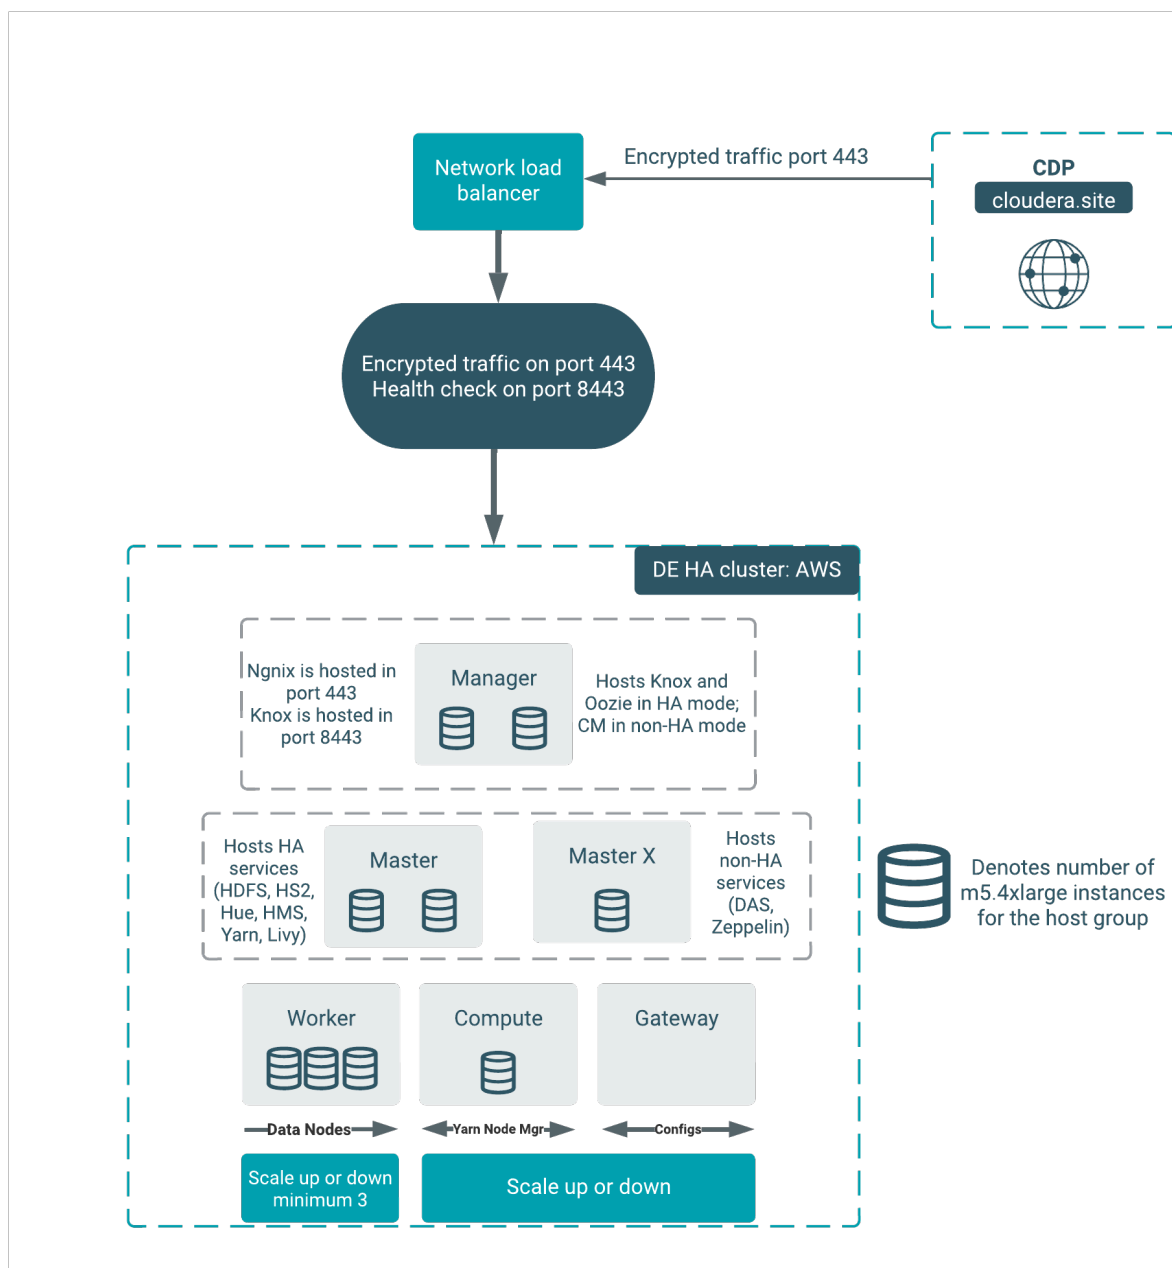 Network load
balancer
Encrypted traffic port 443
CDP
cloudera.site
Encrypted traffic on port 443
Health check on port 8443
DE HA cluster: AWS
Ngnix is hosted in
port 443
Knox is hosted in
port 8443
Manager
Hosts Knox and
Oozie in HA mode;
CM in non-HA mode
Hosts HA
services
(HDFS, HS2,
Hue, HMS,
Yarn, Livy)
Master
Master X
Hosts
non-HA
services
(DAS,
Zeppelin)
Denotes number of
m5.4xlarge instances
for the host group
Worker
Compute
Gateway
Data Nodes
Yarn Node Mgr
Configs
Scale up or down
minimum 3
Scale up or down